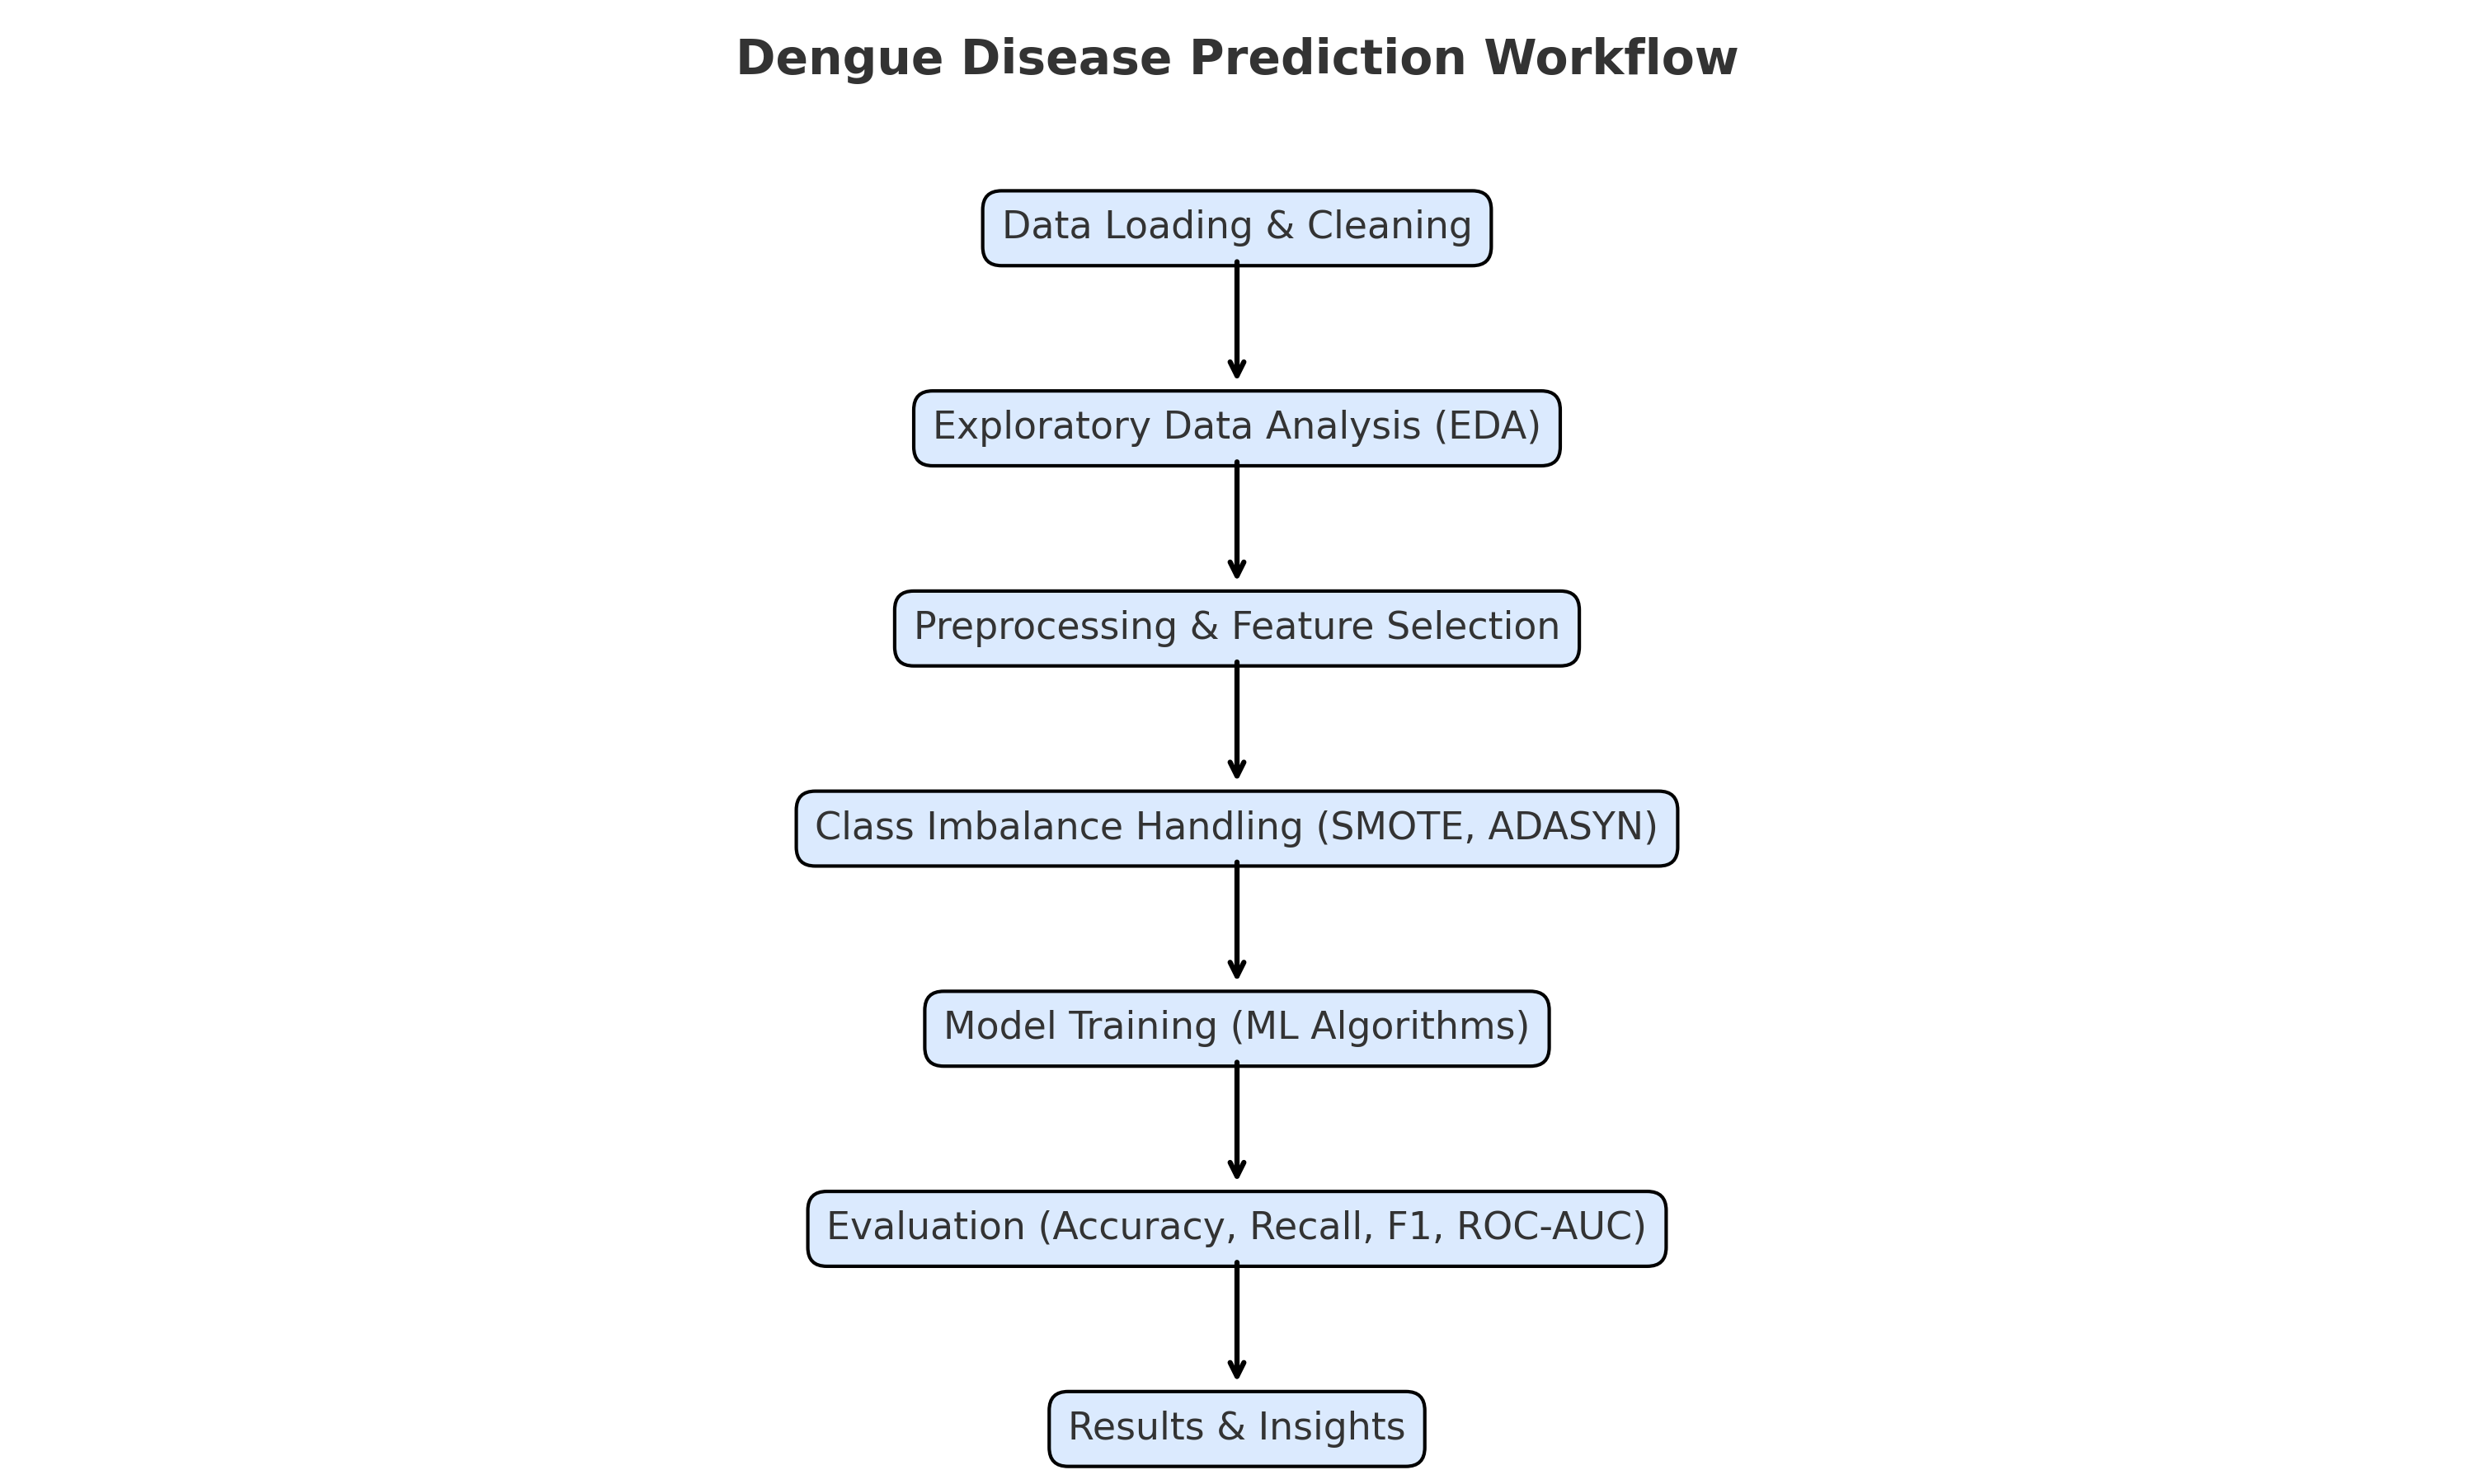 Dengue Disease Prediction Workflow
Data Loading & Cleaning
Exploratory Data Analysis (EDA)
Preprocessing & Feature Selection
Class Imbalance Handling (SMOTE, ADASYN)
Model Training (ML Algorithms)
Evaluation (Accuracy, Recall, F1, ROC-AUC)
Results & Insights